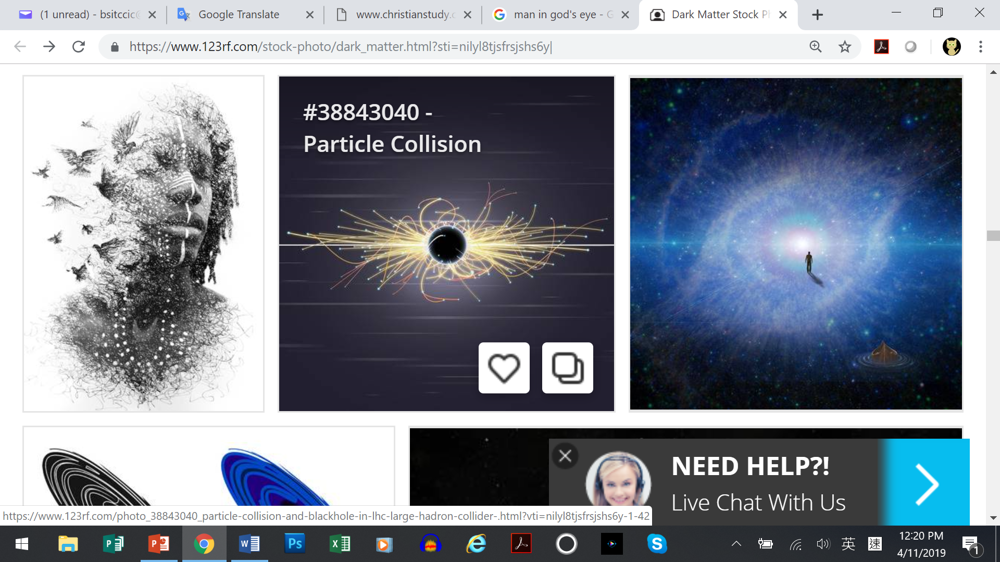 (1 unread) - bsitccic@
Google Translate
www.christianstudy.c
man in god's eye - G
Dark Matter Stock Ph
https://www.123rf.com/stock-photo/dark_matter.html?sti=nilyl8tjsfrsjshs6y|
#38843040 -
Particle Collision
NEED HELP?!
Live Chat With Us
https://www.123rf.com/photo_38843040_particle-collision-and-blackhole-in-lhc-large-hadron-collider-.html?vti=nilyl8tjsfrsjshs6y-1-42
Ps
英
速
12:20 PM
4/11/2019
1